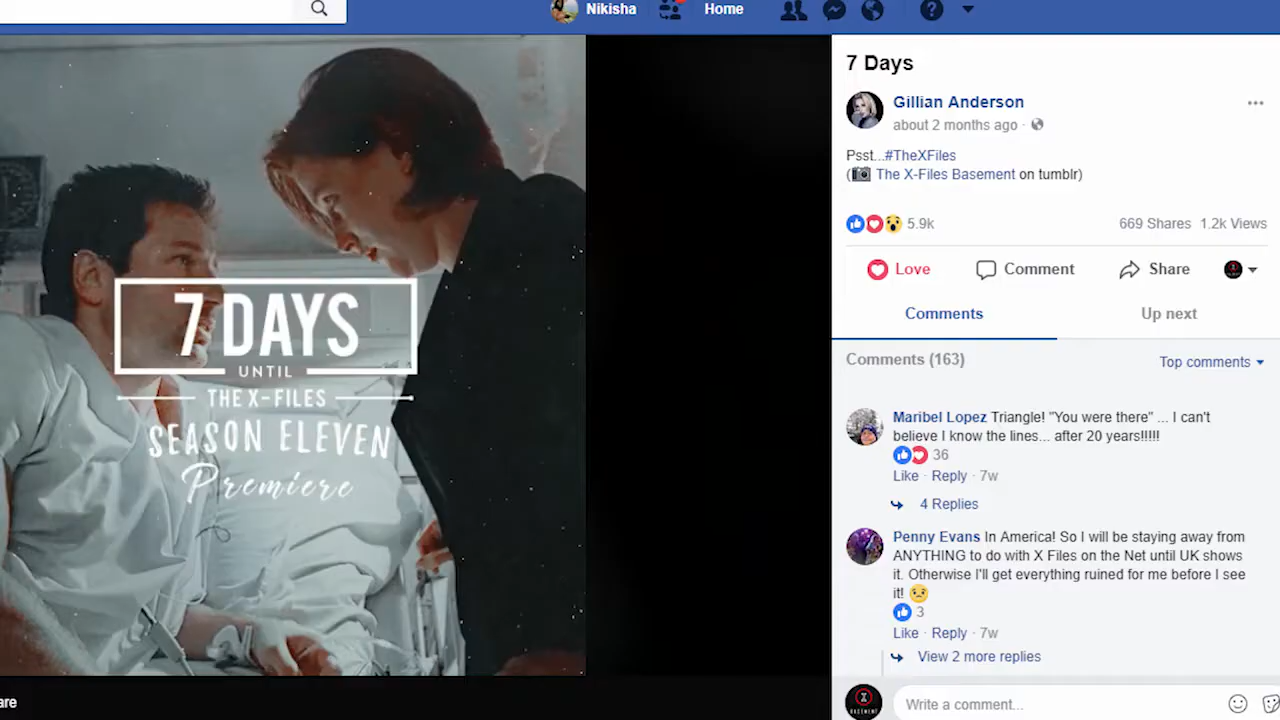 Nikisha
Home
7 DAYS
UNTIL
THE X-FILES
SEASON ELEVEN
Premiere
are
7 Days
Gillian Anderson
about 2 months ago ·
Psst...#TheXFiles
( The X-Files Basement on tumblr)
5.9k
669 Shares 1.2k Views
Love Comment Share
Comments Up next
Comments (163)
Top comments
Maribel Lopez Triangle! "You were there" ... I can't
believe I know the lines... after 20 years!!!!!
36
Like · Reply · 7w
4 Replies
Penny Evans In America! So I will be staying away from
ANYTHING to do with X Files on the Net until UK shows
it. Otherwise I'll get everything ruined for me before I see
it!
3
Like · Reply · 7w
View 2 more replies
BASEMENT
Write a comment...